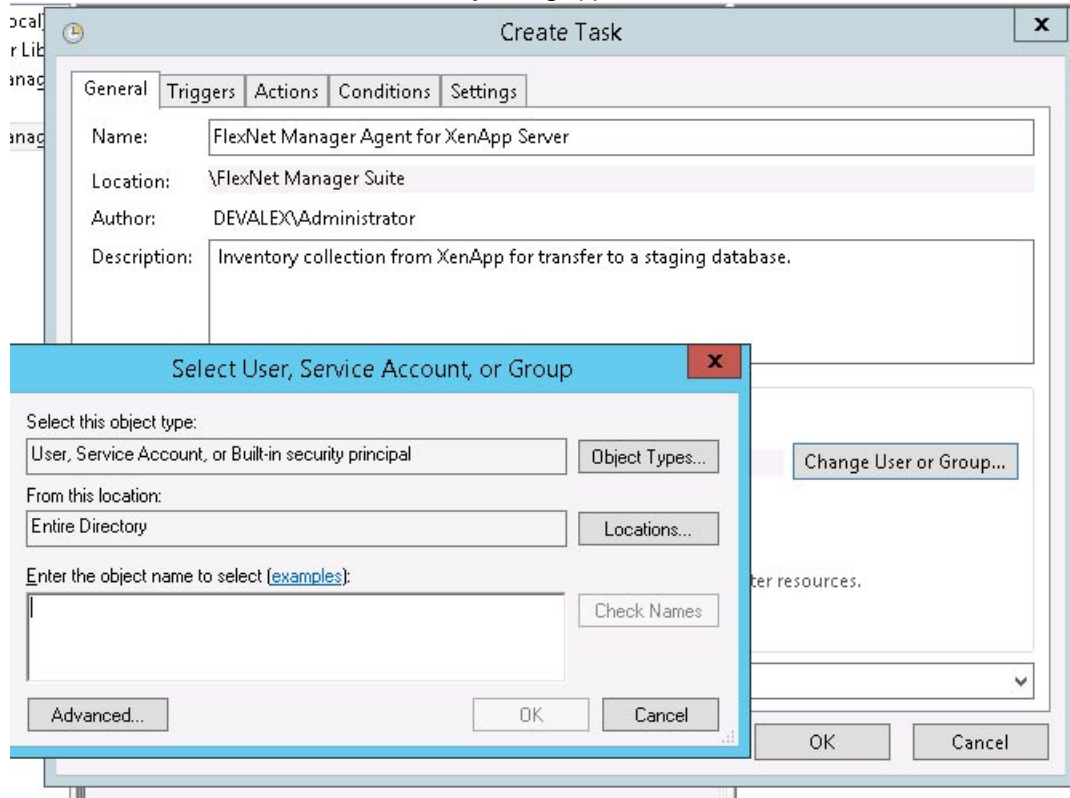 ocal)
Create Task
x
r Lib
anag
General Triggers Actions Conditions Settings
anag
Name: FlexNet Manager Agent for XenApp Server
Location: \FlexNet Manager Suite
Author: DEVALEX\Administrator
Description: Inventory collection from XenApp for transfer to a staging database.
Select User, Service Account, or Group
x
Select this object type:
User, Service Account, or Built-in security principal
Object Types...
Change User or Group...
From this location:
Entire Directory
Locations...
Enter the object name to select (examples):
ter resources.
Check Names
Advanced...
OK
Cancel
OK
Cancel